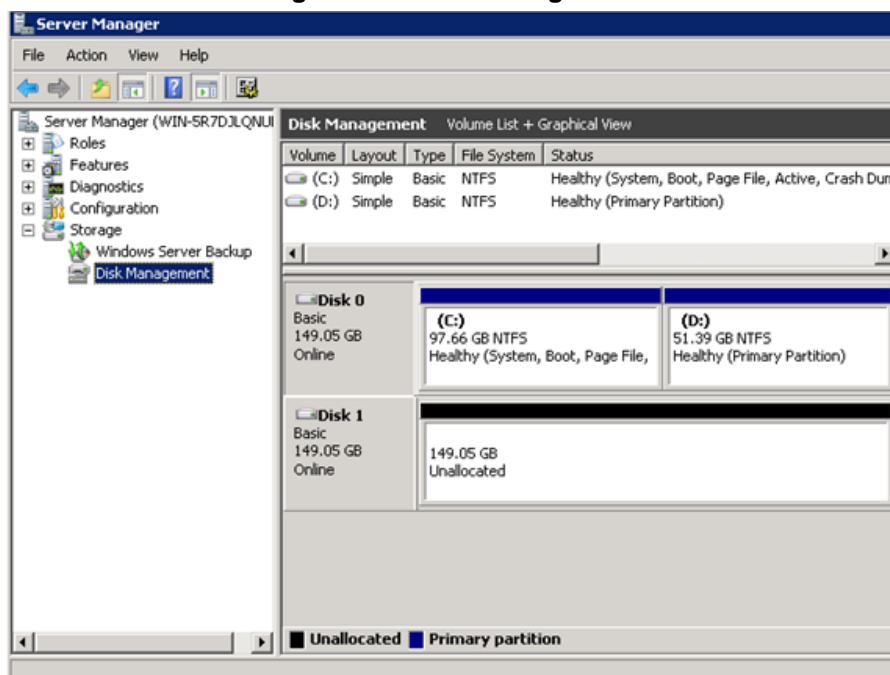 Server Manager
File Action View Help
Server Manager (WIN-5R7DJLQNUI
Roles
Features
Diagnostics
Configuration
Storage
Windows Server Backup
Disk Management
Disk Management Volume List + Graphical View
Volume Layout Type File System Status
(C:) Simple Basic NTFS Healthy (System, Boot, Page File, Active, Crash Dum
(D:) Simple Basic NTFS Healthy (Primary Partition)
Disk 0
Basic
149.05 GB
Online
(C:)
97.66 GB NTFS
Healthy (System, Boot, Page File,
(D:)
51.39 GB NTFS
Healthy (Primary Partition)
Disk 1
Basic
149.05 GB
Online
149.05 GB
Unallocated
Unallocated Primary partition